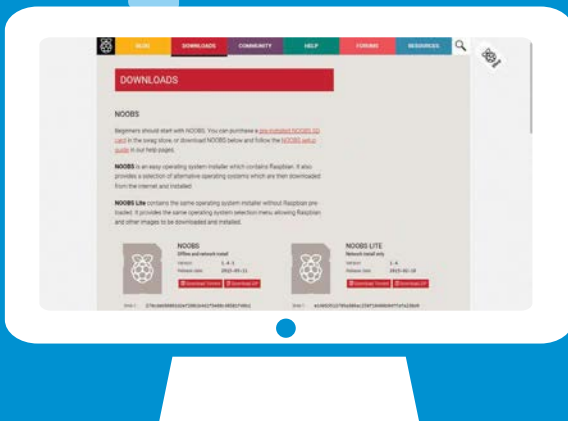 BLOG DOWNLOADS COMMUNITY HELP FORUMS RESOURCES
DOWNLOADS
NOOBS
Beginners should start with NOOBS. You can purchase a pre-installed NOOBS SD
card in the swag store, or download NOOBS below and follow the NOOBS setup
guide in our help pages.
NOOBS is an easy operating system installer which contains Raspbian. It also
provides a selection of alternative operating systems which are then downloaded
from the internet and installed.
NOOBS Lite contains the same operating system installer without Raspbian pre-
loaded. It provides the same operating system selection menu allowing Raspbian
and other images to be downloaded and installed.
NOOBS
Offline and network install
Version: 1.4.1
Release date:
Download Torrent Download ZIP
NOOBS LITE
Network install only
Version: 1.4
Release date:
Download Torrent Download ZIP